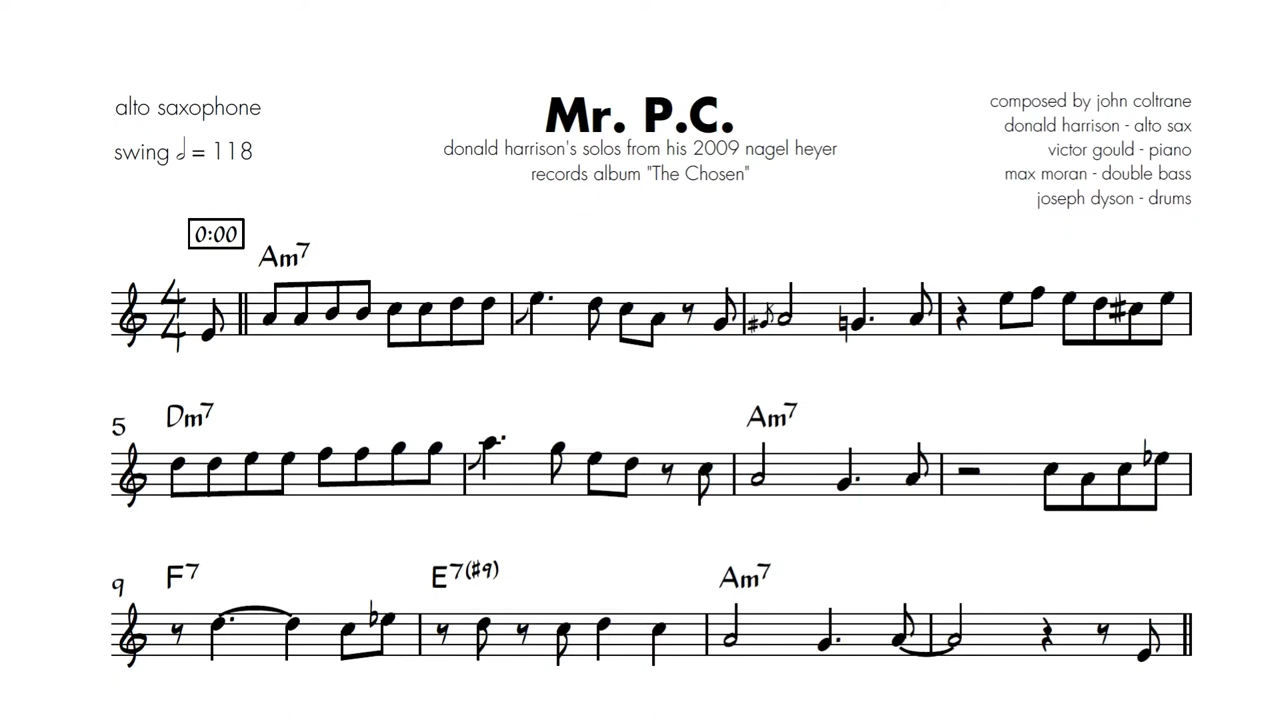 alto saxophone
swing 𝅗𝅥 = 118
Mr. P.C.
donald harrison's solos from his 2009 nagel heyer
records album "The Chosen"
composed by john coltrane
donald harrison - alto sax
victor gould - piano
max moran - double bass
joseph dyson - drums
0:00
Am7
4
4
5
Dm7
Am7
9
F7
E7(#9)
Am7